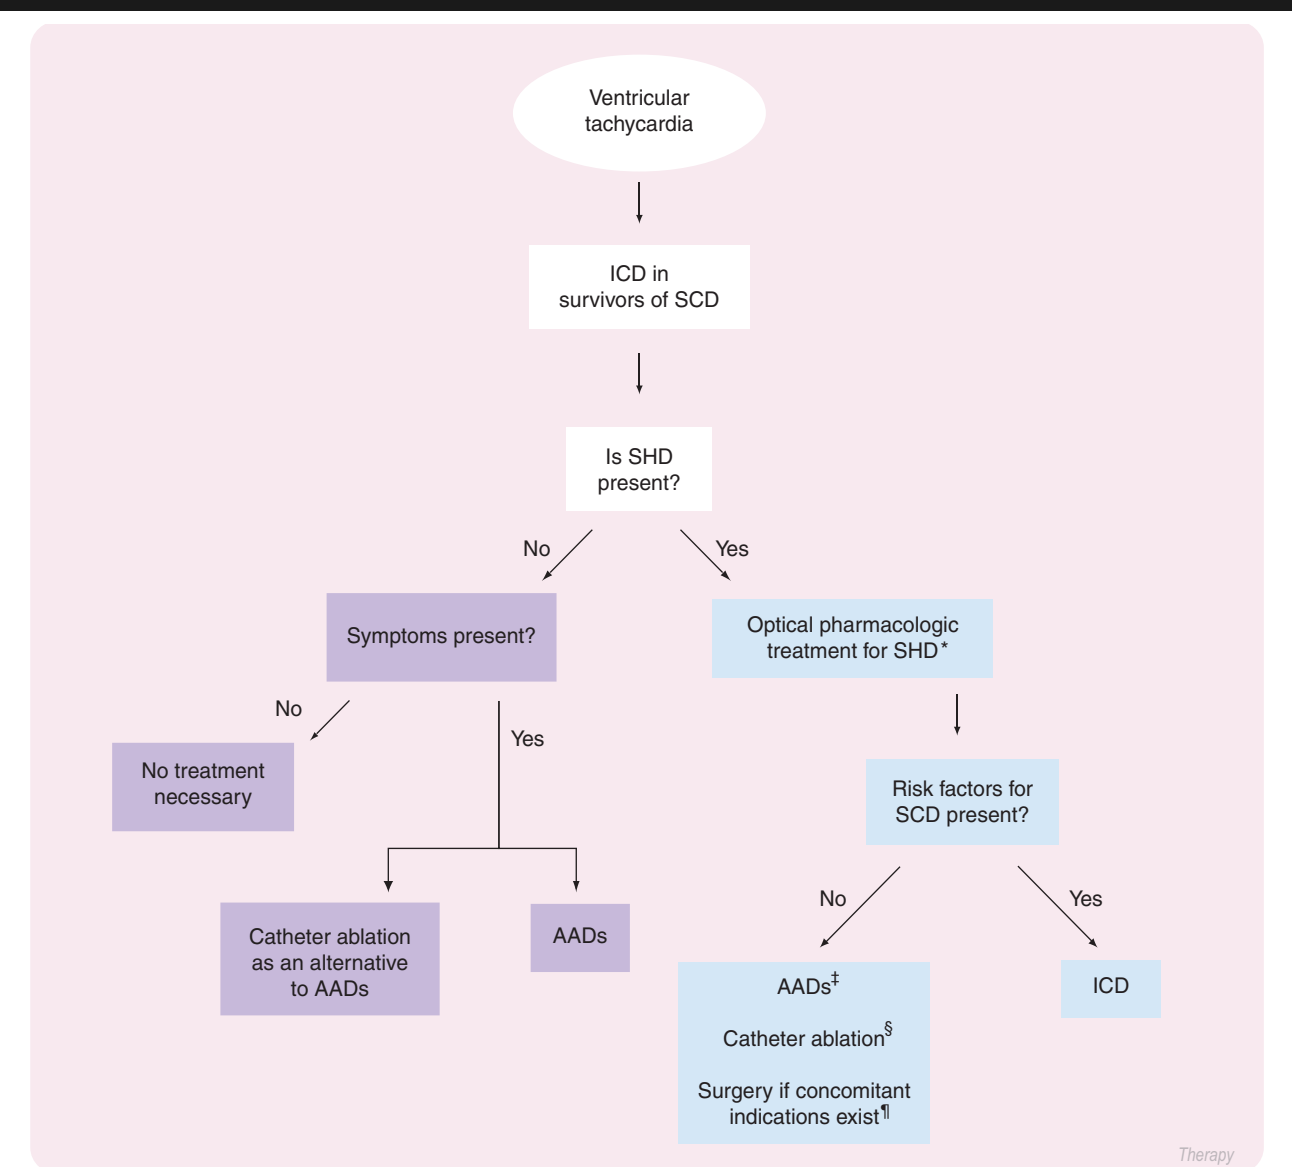 Ventricular
tachycardia
ICD in
survivors of SCD
Is SHD
present?
No
Yes
Symptoms present?
Optical pharmacologic
treatment for SHD*
No
Yes
No treatment
necessary
Risk factors for
SCD present?
No
Yes
Catheter ablation
as an alternative
to AADs
AADs
AADs‡
Catheter ablation§
Surgery if concomitant
indications exist¶
ICD
Therapy